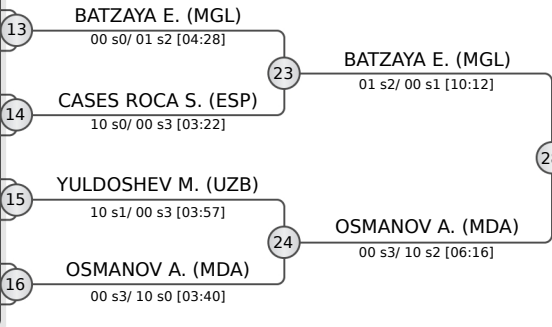 13
BATZAYA E. (MGL)
00 s0/ 01 s2 [04:28]
23
BATZAYA E. (MGL)
01 s2/ 00 s1 [10:12]
14
CASES ROCA S. (ESP)
10 s0/ 00 s3 [03:22]
15
YULDOSHEV M. (UZB)
10 s1/ 00 s3 [03:57]
24
OSMANOV A. (MDA)
00 s3/ 10 s2 [06:16]
16
OSMANOV A. (MDA)
00 s3/ 10 s0 [03:40]